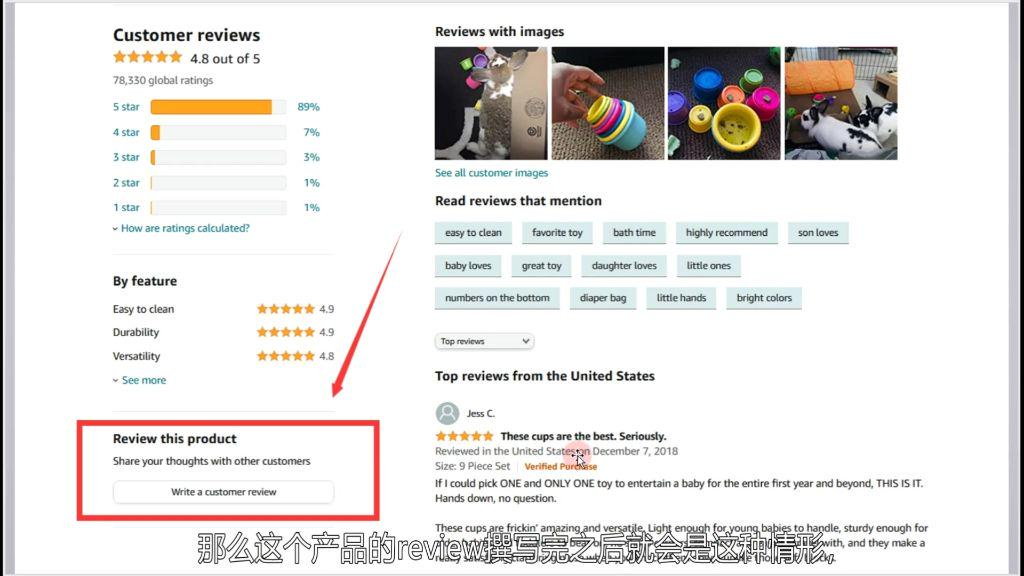 Customer reviews
4.8 out of 5
78,330 global ratings
5 star 89%
4 star 7%
3 star 3%
2 star 1%
1 star 1%
How are ratings calculated?
By feature
Easy to clean 4.9
Durability 4.9
Versatility 4.8
See more
Review this product
Share your thoughts with other customers
Write a customer review
Reviews with images
See all customer images
Read reviews that mention
easy to clean favorite toy bath time highly recommend son loves
baby loves great toy daughter loves little ones
numbers on the bottom diaper bag little hands bright colors
Top reviews
Top reviews from the United States
Jess C.
These cups are the best. Seriously.
Reviewed in the United States on December 7, 2018
Size: 9 Piece Set Verified Purchase
If I could pick ONE and ONLY ONE toy to entertain a baby for the entire first year and beyond, THIS IS IT.
Hands down, no question.
These cups are frickin' amazing and versatile. Light enough for young babies to handle, sturdy enough for
with, and they make a
那么这个产品的review撰写完之后就会是这种情形,